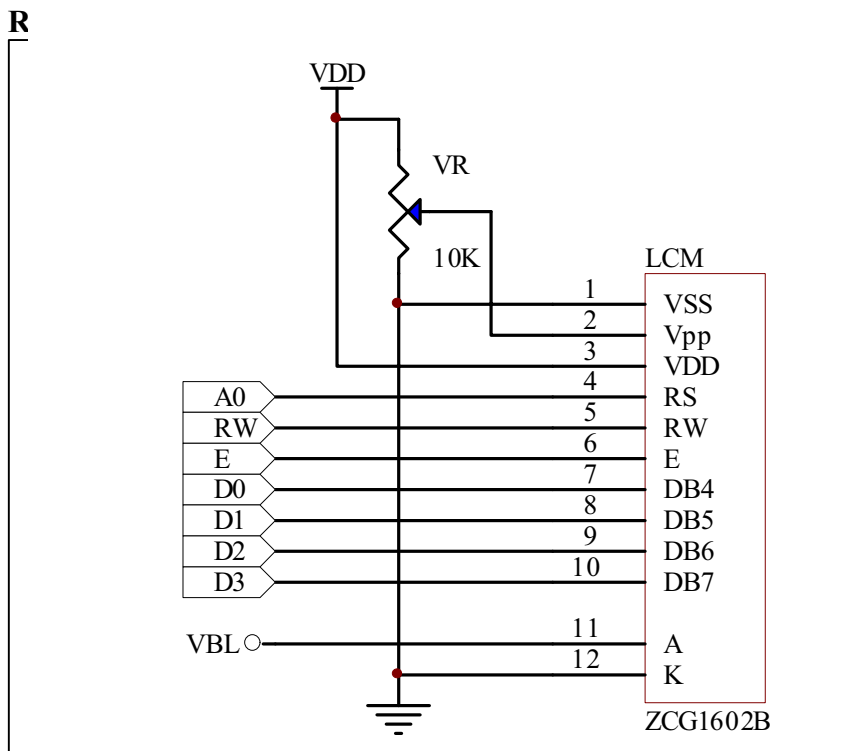 R
VDD
VR
10K
LCM
1 VSS
2 Vpp
3 VDD
A0 4 RS
RW 5 RW
E 6 E
D0 7 DB4
D1 8 DB5
D2 9 DB6
D3 10 DB7
VBL 11 A
12 K
ZCG1602B